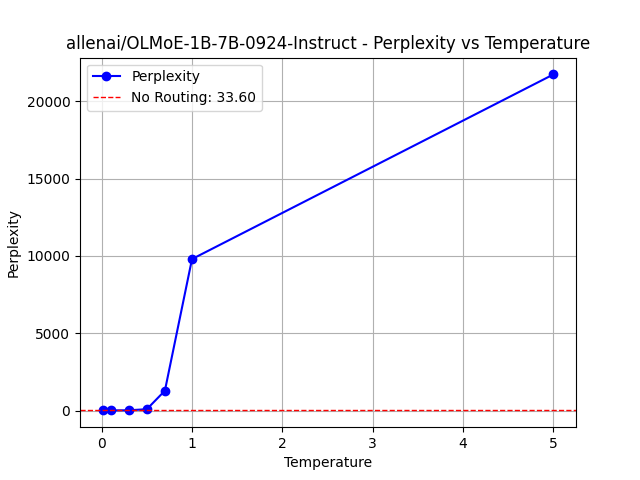 allenai/OLMoE-1B-7B-0924-Instruct - Perplexity vs Temperature
Perplexity
No Routing: 33.60
20000
15000
10000
5000
0
Perplexity
0 1 2 3 4 5
Temperature